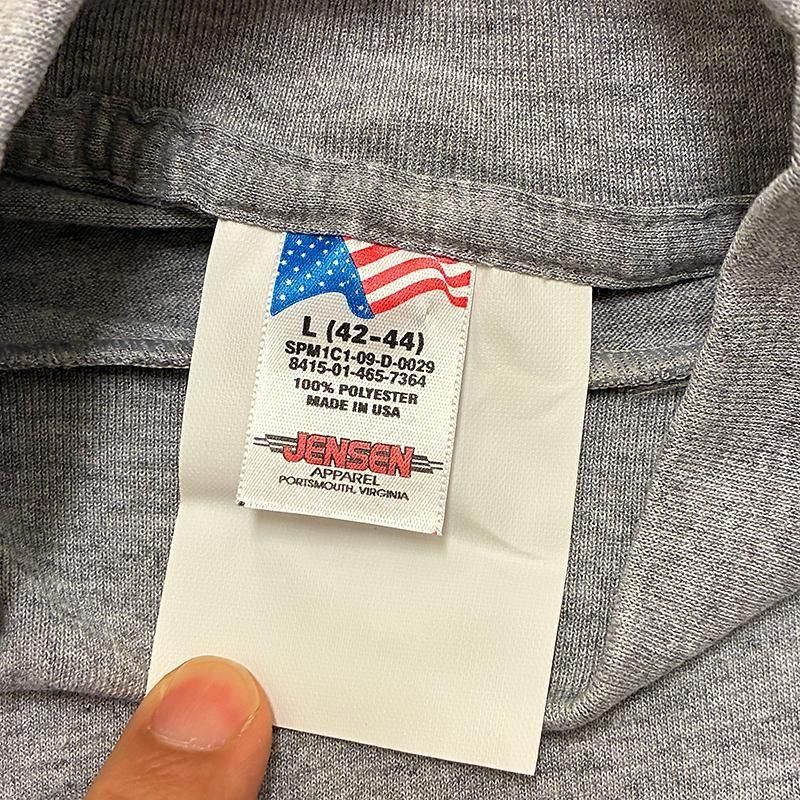 L (42-44)
SPM1C1-09-D-0029
8415-01-465-7364
100% POLYESTER
MADE IN USA
JENSEN
APPAREL
PORTSMOUTH, VIRGINIA